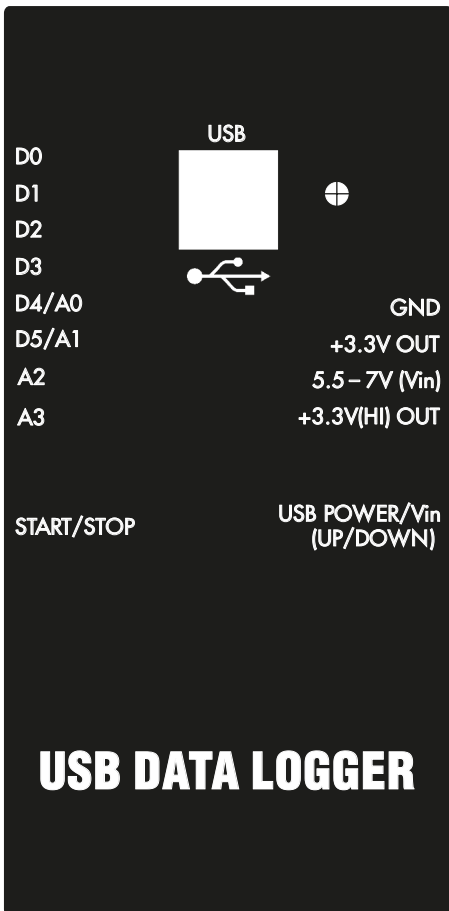 USB
D0
D1
D2
D3
D4/A0
D5/A1
A2
A3
GND
+3.3V OUT
5.5 – 7V (Vin)
+3.3V(HI) OUT
START/STOP
USB POWER/Vin
(UP/DOWN)
USB DATA LOGGER